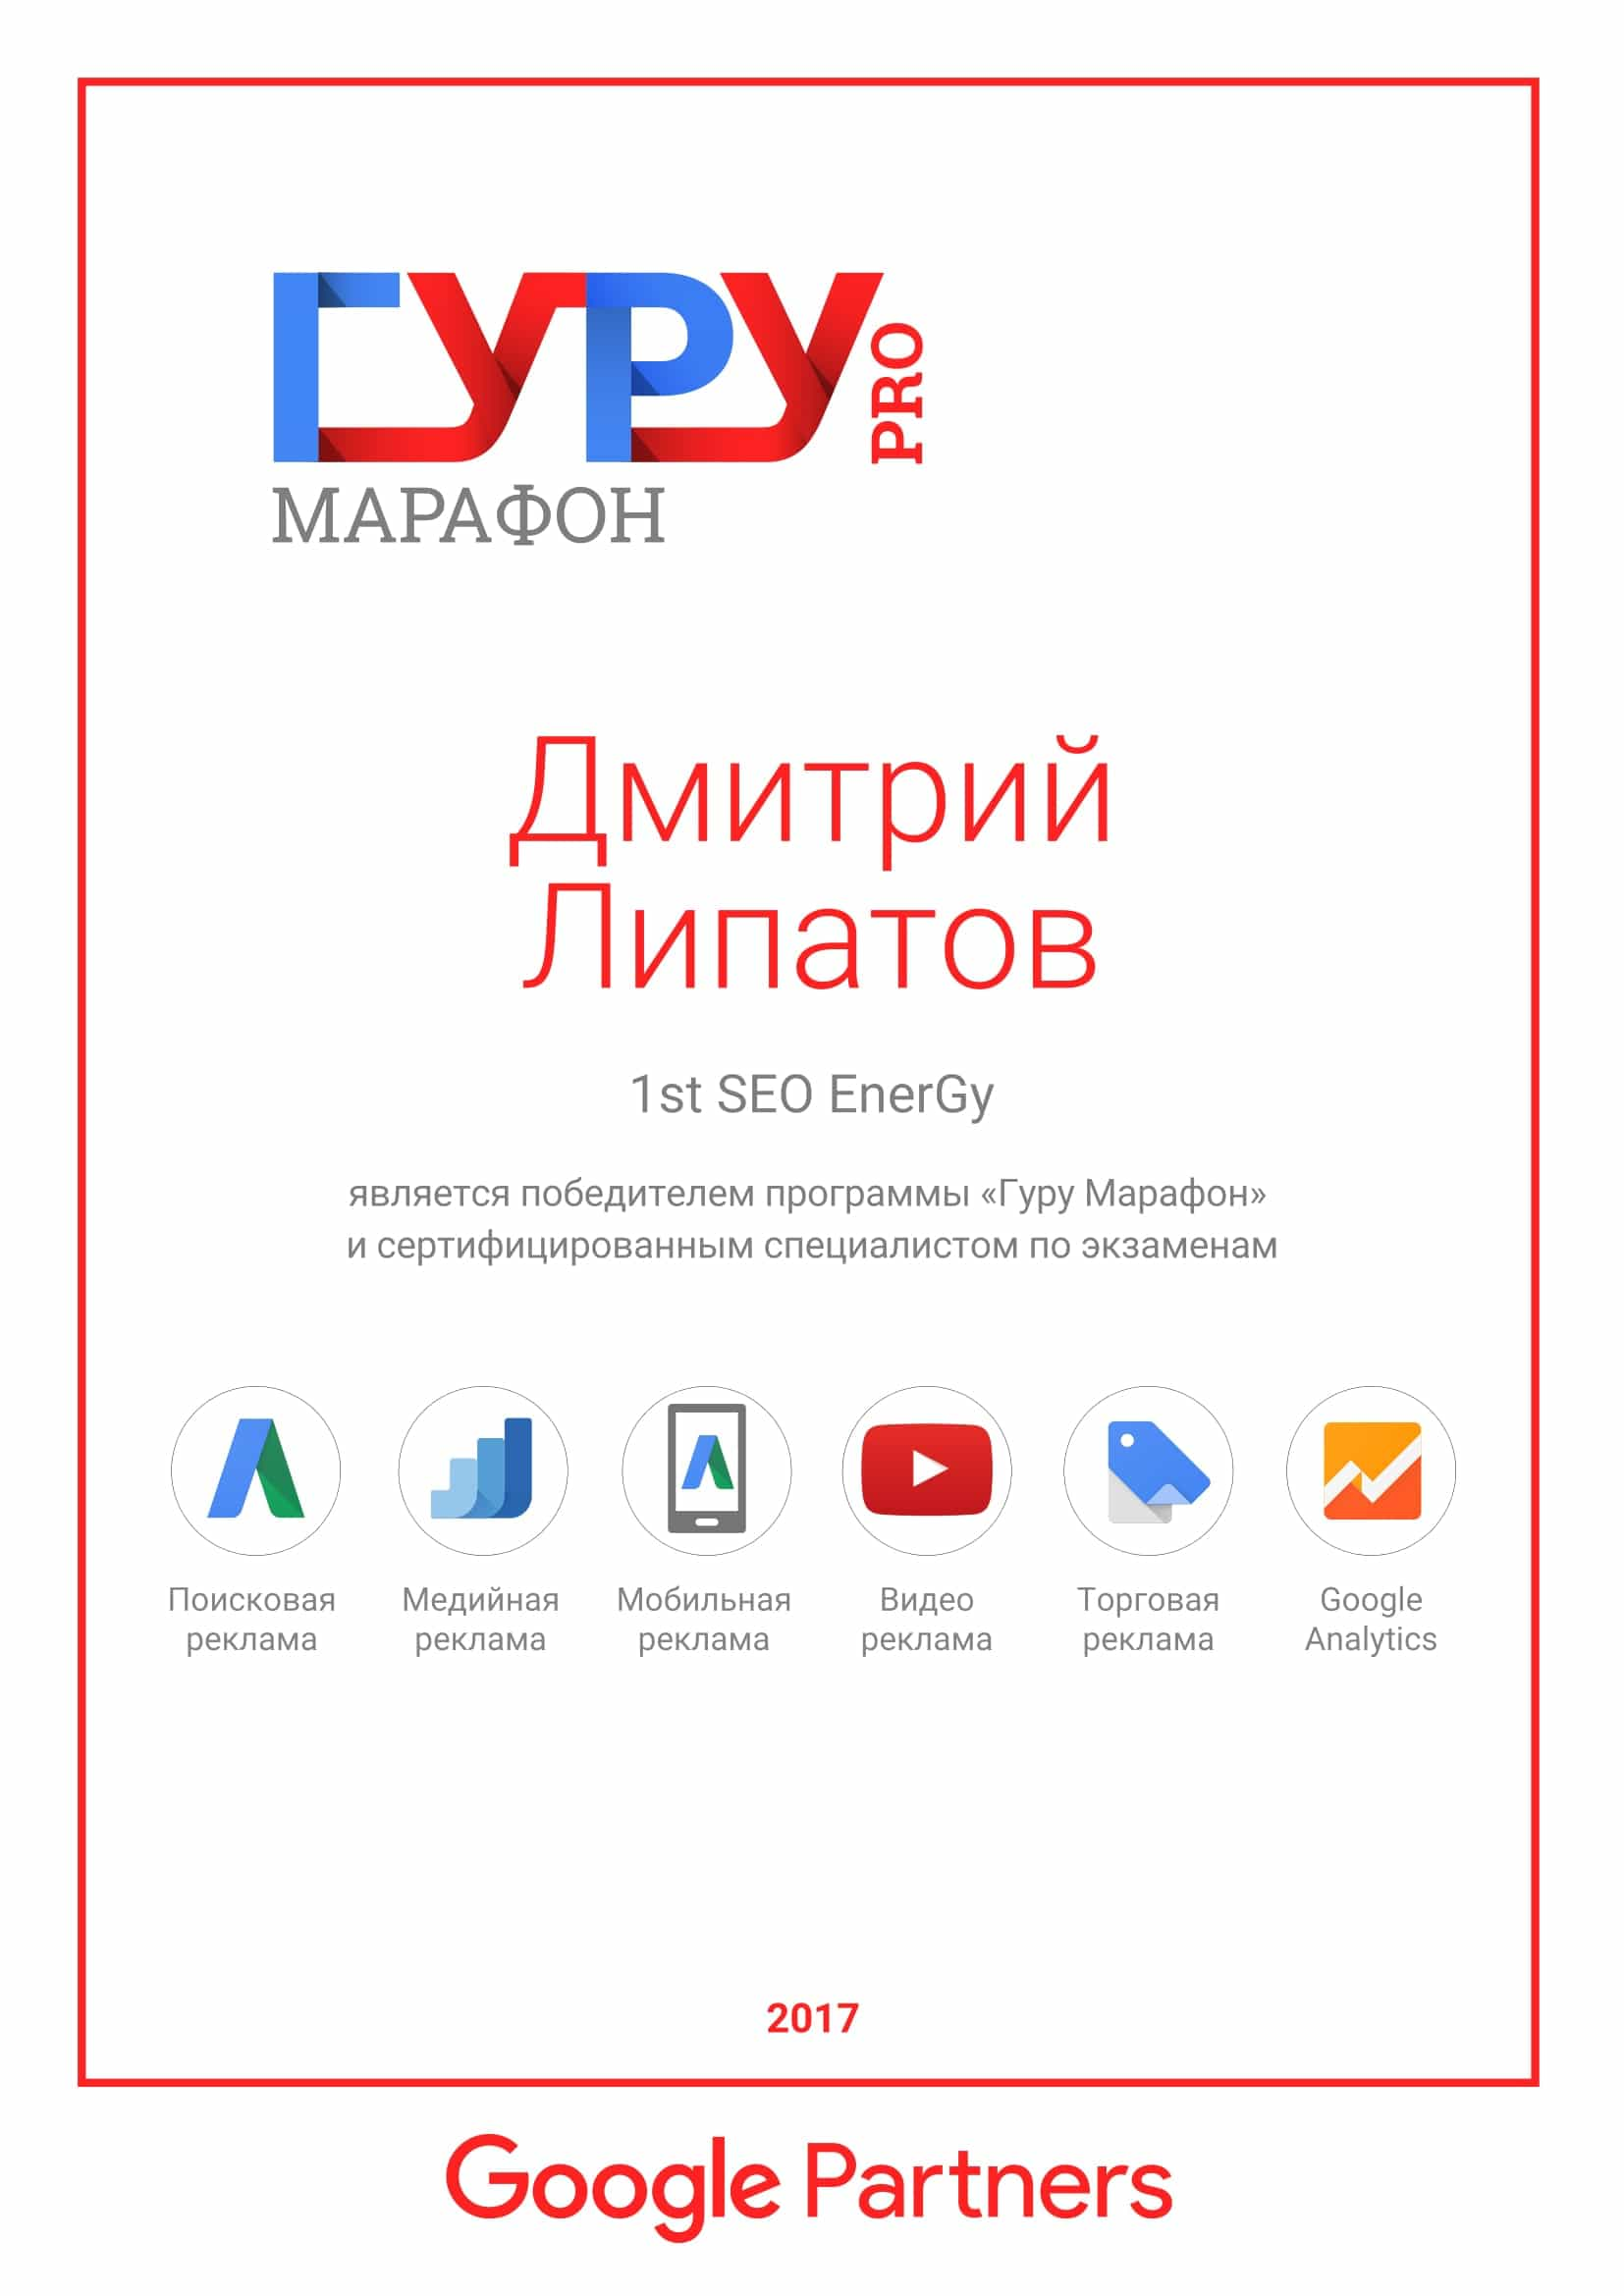 ГУРУ PRO
МАРАФОН
Дмитрий
Липатов
1st SEO EnerGy
является победителем программы «Гуру Марафон»
и сертифицированным специалистом по экзаменам
Поисковая
реклама
Медийная
реклама
Мобильная
реклама
Видео
реклама
Торговая
реклама
Google
Analytics
2017
Google Partners